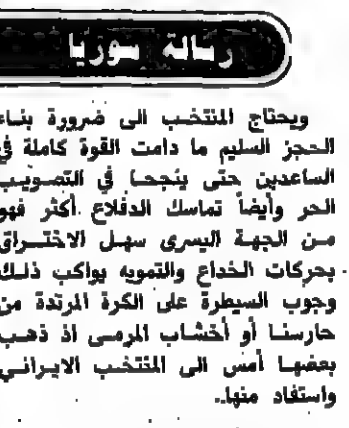 رسالة سوريا
ويحتاج المنتخب الى ضرورة بناء
الحجز السليم ما دامت القوة كاملة في
الساعدين حتى ينجحا في التصويب
الحر وأيضاً تماسك الدفلاع أكثر فهو
من الجهة اليسرى سهل الاختراق
بحركات الخداع والتمويه يواكب ذلك
وجوب السيطرة على الكرة المرتدة من
حارسنا أو أخشاب المرمى اذ ذهب
بعضها أمس الى المنتخب الايراني
واستفاد منها..